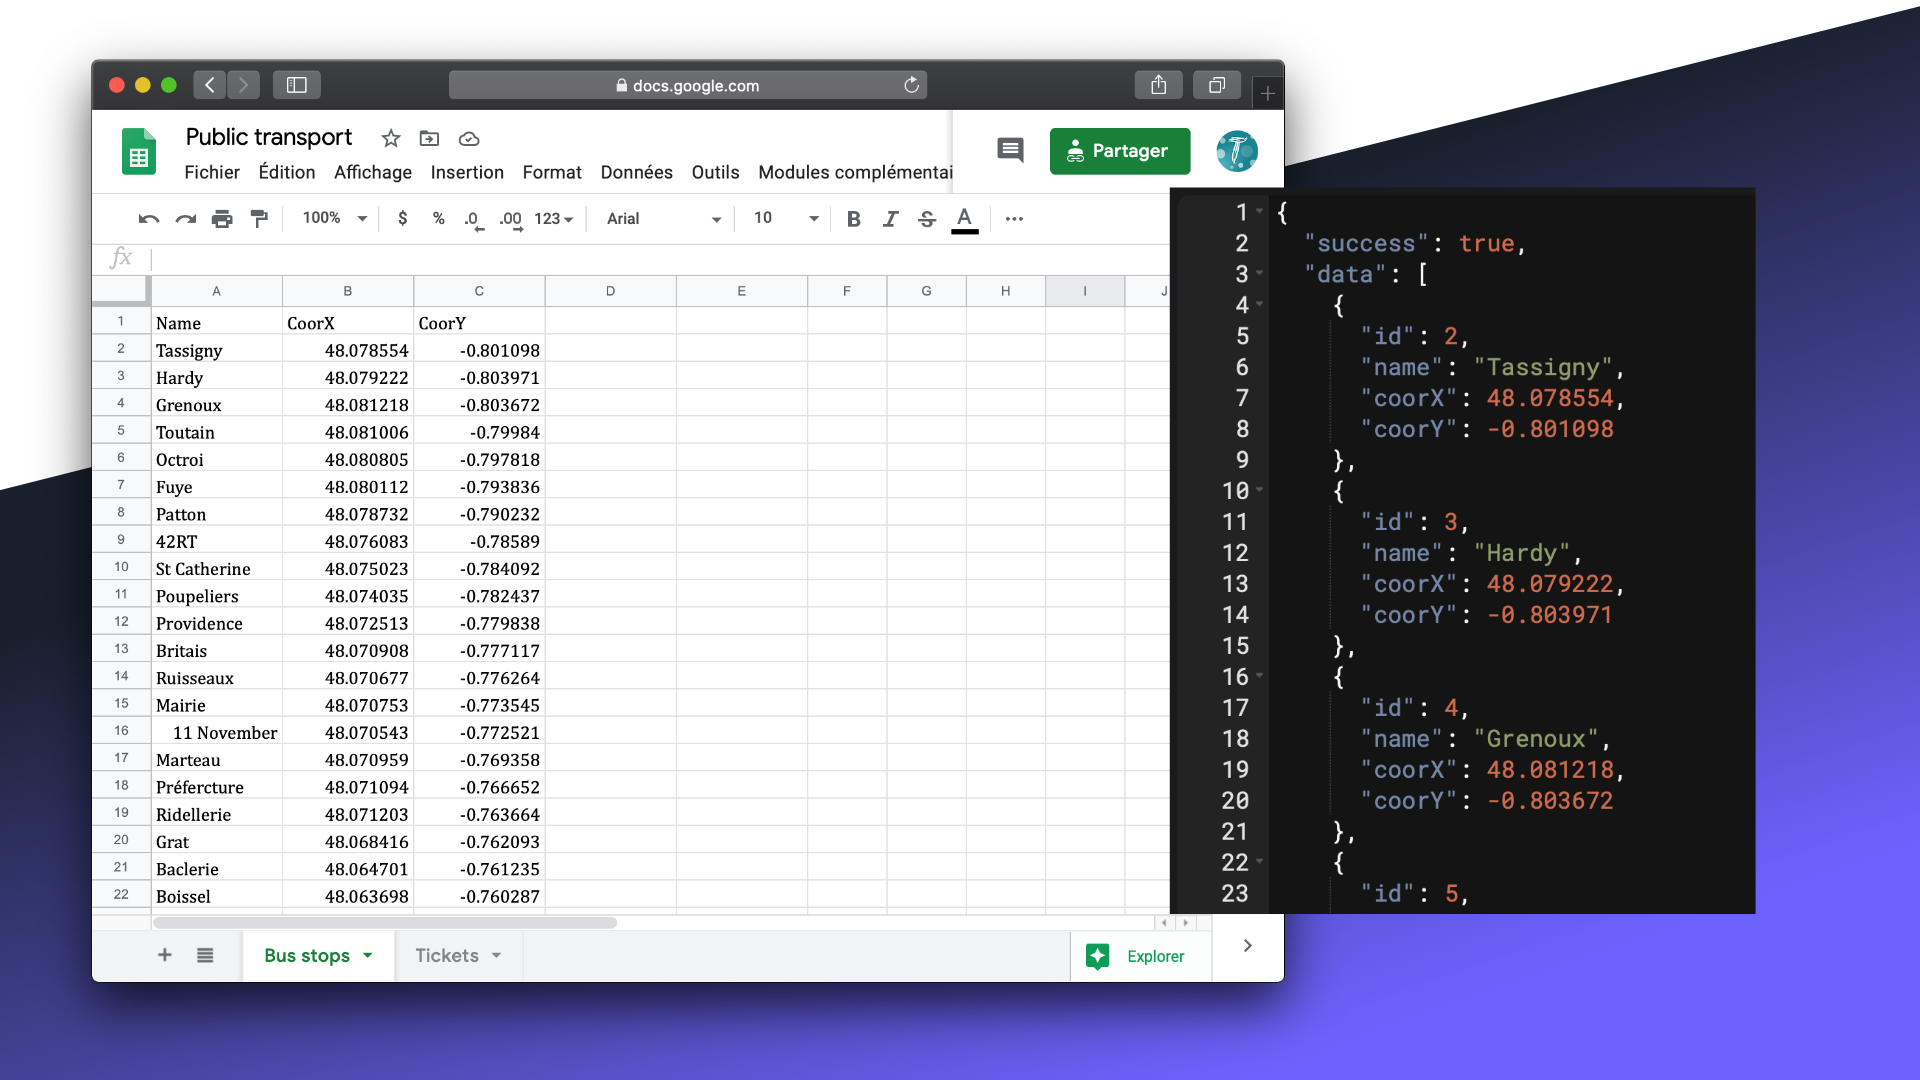 docs.google.com
Public transport
Fichier Édition Affichage Insertion Format Données Outils Modules complémentai
Partager
100% $ % .0 .00 123 Arial 10 B I S A ...
fx
A B C D E F G H I J
1 Name CoorX CoorY
2 Tassigny 48.078554 -0.801098
3 Hardy 48.079222 -0.803971
4 Grenoux 48.081218 -0.803672
5 Toutain 48.081006 -0.79984
6 Octroi 48.080805 -0.797818
7 Fuye 48.080112 -0.793836
8 Patton 48.078732 -0.790232
9 42RT 48.076083 -0.78589
10 St Catherine 48.075023 -0.784092
11 Poupeliers 48.074035 -0.782437
12 Providence 48.072513 -0.779838
13 Britais 48.070908 -0.777117
14 Ruisseaux 48.070677 -0.776264
15 Mairie 48.070753 -0.773545
16 11 November 48.070543 -0.772521
17 Marteau 48.070959 -0.769358
18 Préfercture 48.071094 -0.766652
19 Ridellerie 48.071203 -0.763664
20 Grat 48.068416 -0.762093
21 Baclerie 48.064701 -0.761235
22 Boissel 48.063698 -0.760287
+ Bus stops Tickets Explorer
1 {
2 "success": true,
3 "data": [
4 {
5 "id": 2,
6 "name": "Tassigny",
7 "coorX": 48.078554,
8 "coorY": -0.801098
9 },
10 {
11 "id": 3,
12 "name": "Hardy",
13 "coorX": 48.079222,
14 "coorY": -0.803971
15 },
16 {
17 "id": 4,
18 "name": "Grenoux",
19 "coorX": 48.081218,
20 "coorY": -0.803672
21 },
22 {
23 "id": 5,